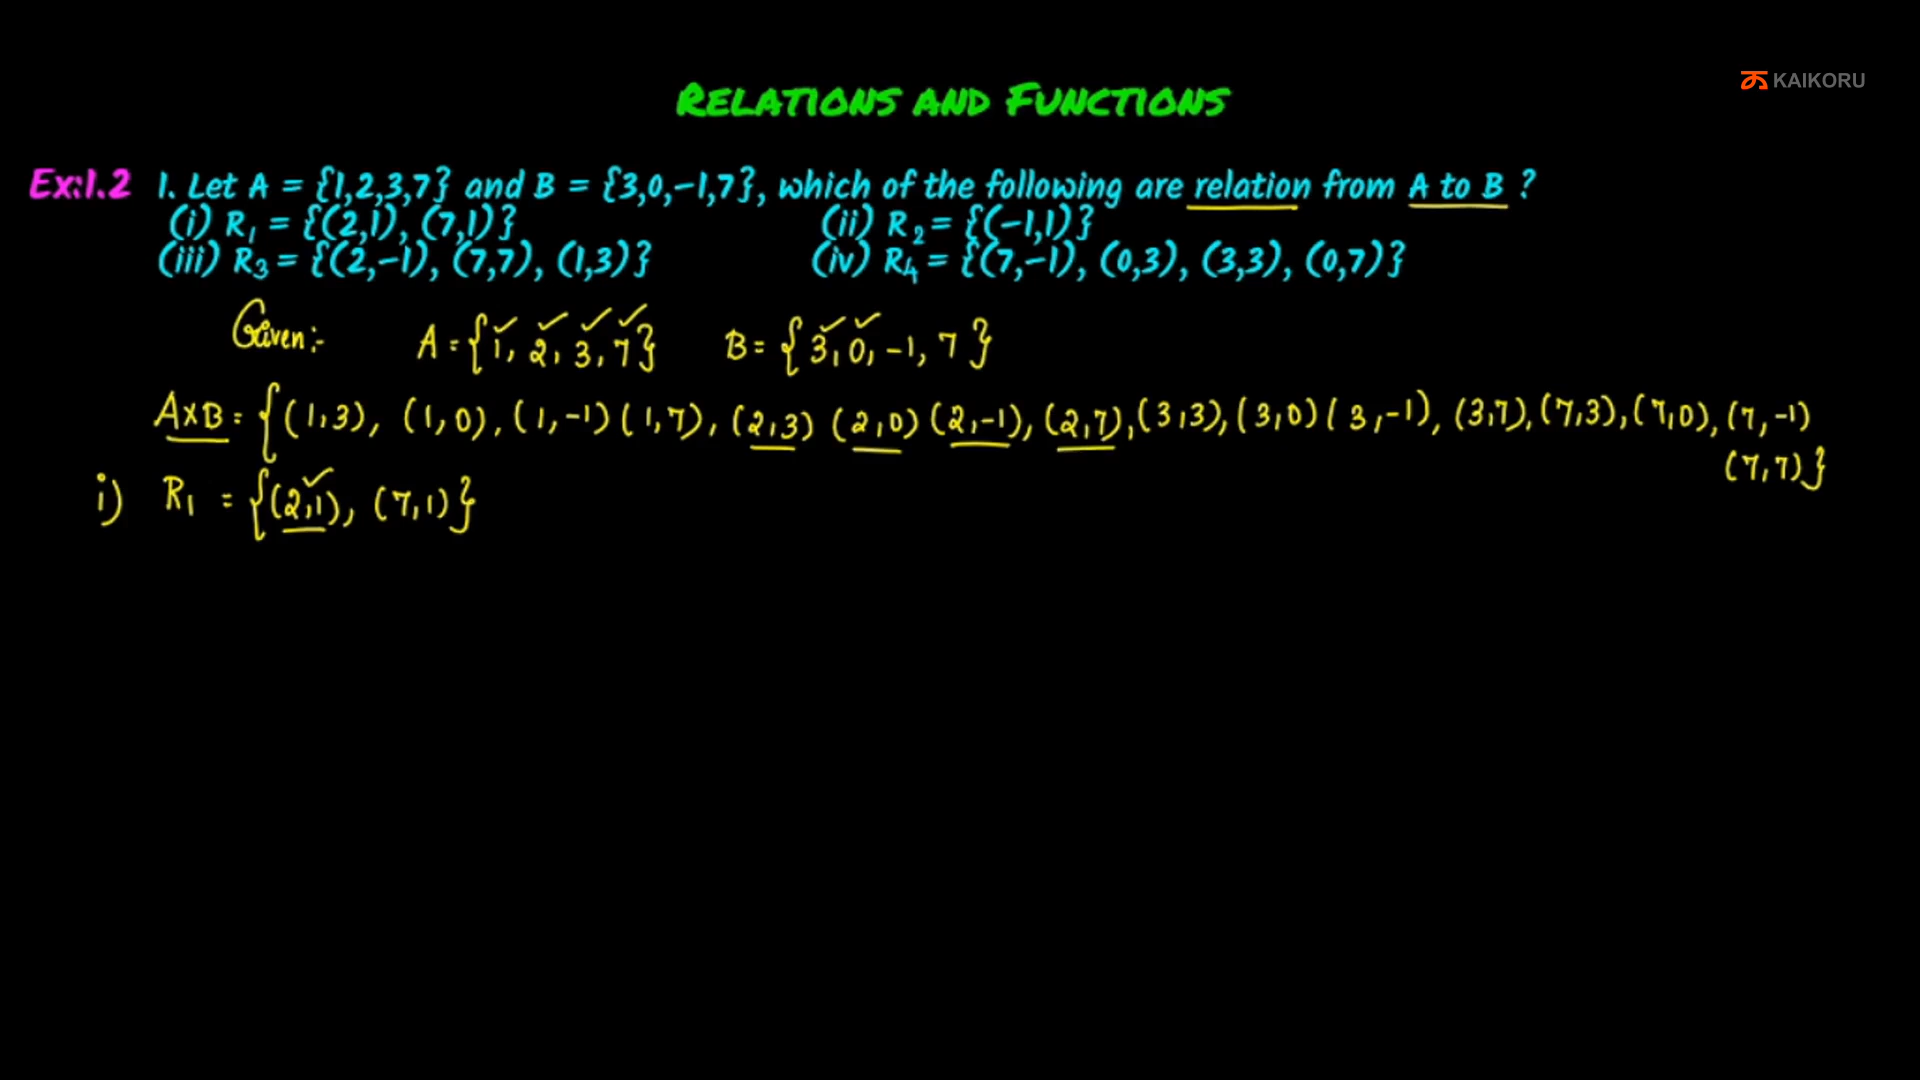 KAIKORU
RELATIONS AND FUNCTIONS
Ex:1.2 1. Let A = {1,2,3,7} and B = {3,0,-1,7}, which of the following are relation from A to B ?
(i) R₁ = {(2,1), (7,1)} (ii) R₂ = {(-1,1)}
(iii) R₃ = {(2,-1), (7,7), (1,3)} (iv) R₄ = {(7,-1), (0,3), (3,3), (0,7)}
Given:- A = {1, 2, 3, 7} B = {3, 0, -1, 7}
A×B = {(1,3), (1,0), (1,-1) (1,7), (2,3) (2,0) (2,-1), (2,7), (3,3), (3,0) (3,-1), (3,7), (7,3), (7,0), (7,-1)
(7,7)}
i) R₁ = {(2,1), (7,1)}